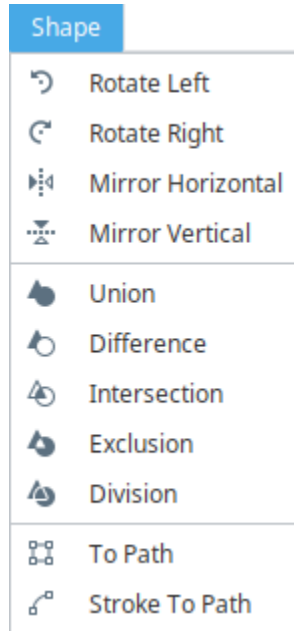 Shape
Rotate Left
Rotate Right
Mirror Horizontal
Mirror Vertical
Union
Difference
Intersection
Exclusion
Division
To Path
Stroke To Path